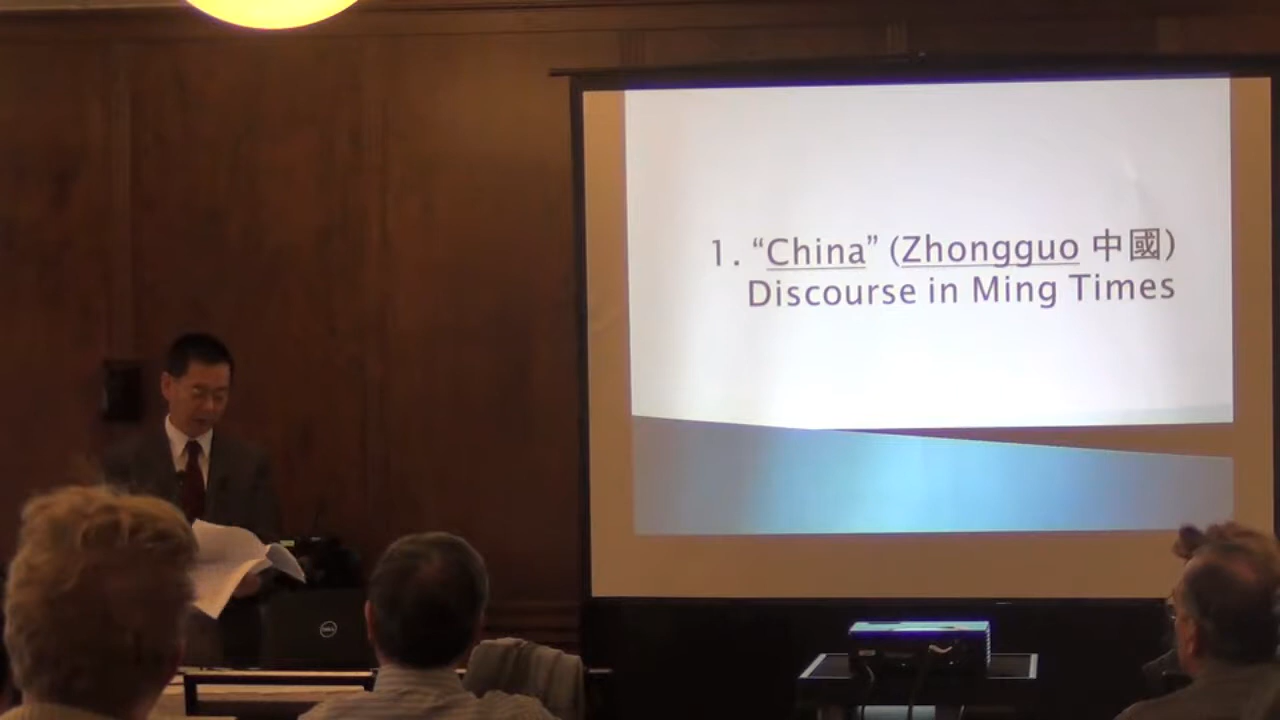 1. “China” (Zhongguo 中國)
Discourse in Ming Times
DELL